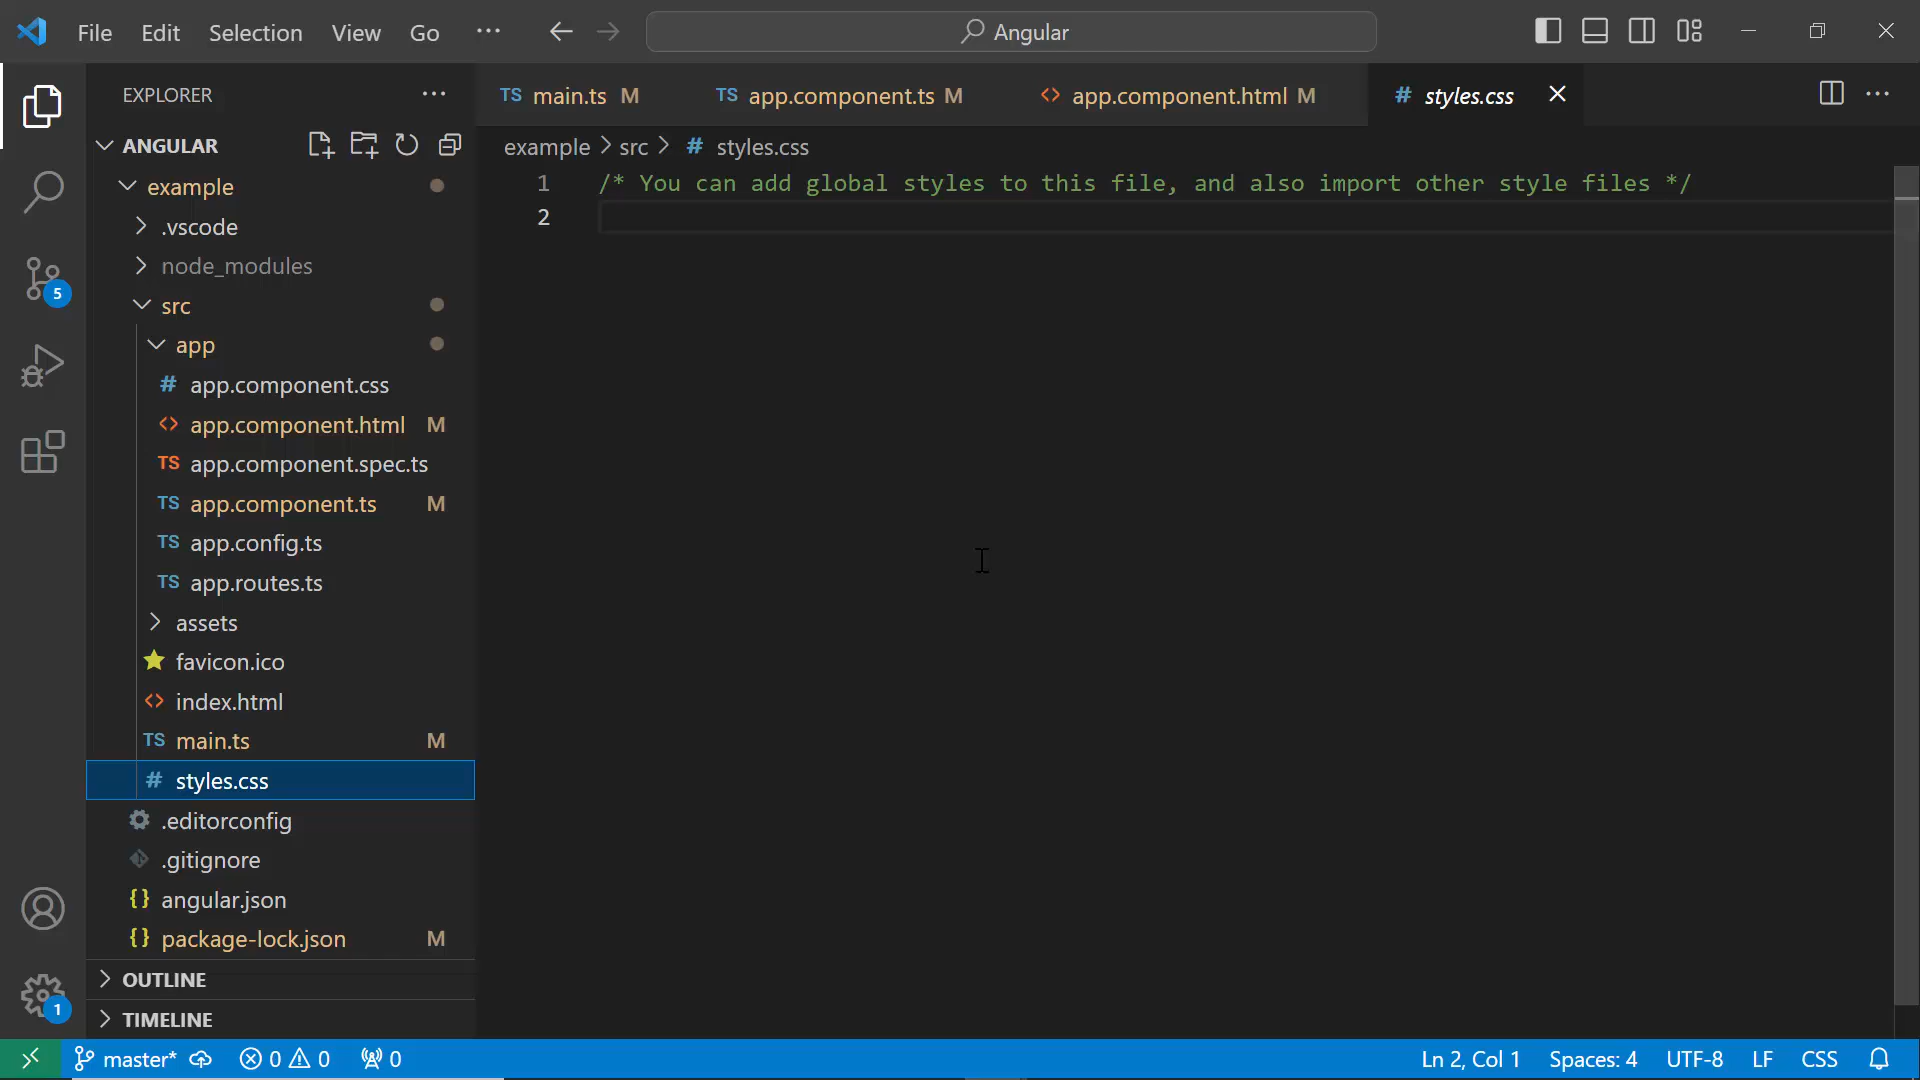 File Edit Selection View Go ··· Angular
EXPLORER ···
ANGULAR
example
.vscode
node_modules
src
app
# app.component.css
<> app.component.html M
TS app.component.spec.ts
TS app.component.ts M
TS app.config.ts
TS app.routes.ts
assets
favicon.ico
<> index.html
TS main.ts M
# styles.css
.editorconfig
.gitignore
{} angular.json
{} package-lock.json M
OUTLINE
TIMELINE
5
1
TS main.ts M TS app.component.ts M <> app.component.html M # styles.css ···
example > src > # styles.css
1 /* You can add global styles to this file, and also import other style files */
2
master* 0 0 0 Ln 2, Col 1 Spaces: 4 UTF-8 LF CSS